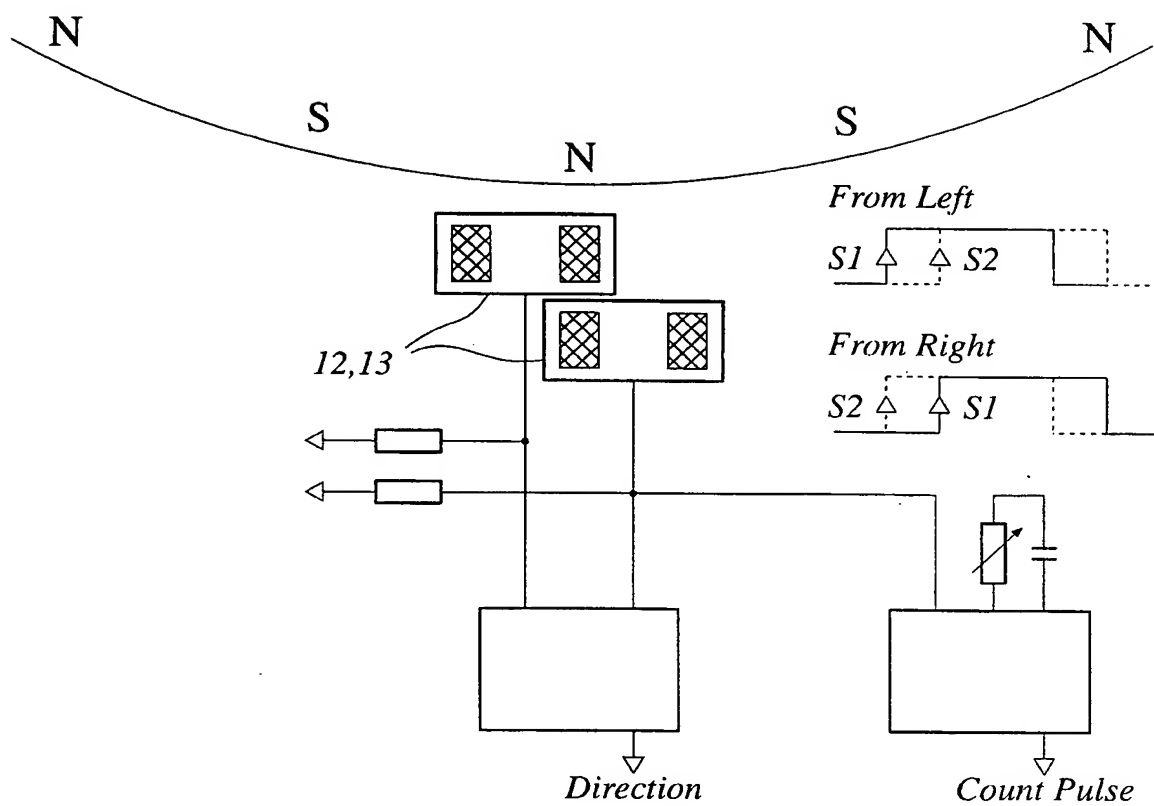 N N
S S
N
From Left
S1 S2
12,13
From Right
S2 S1
Direction
Count Pulse